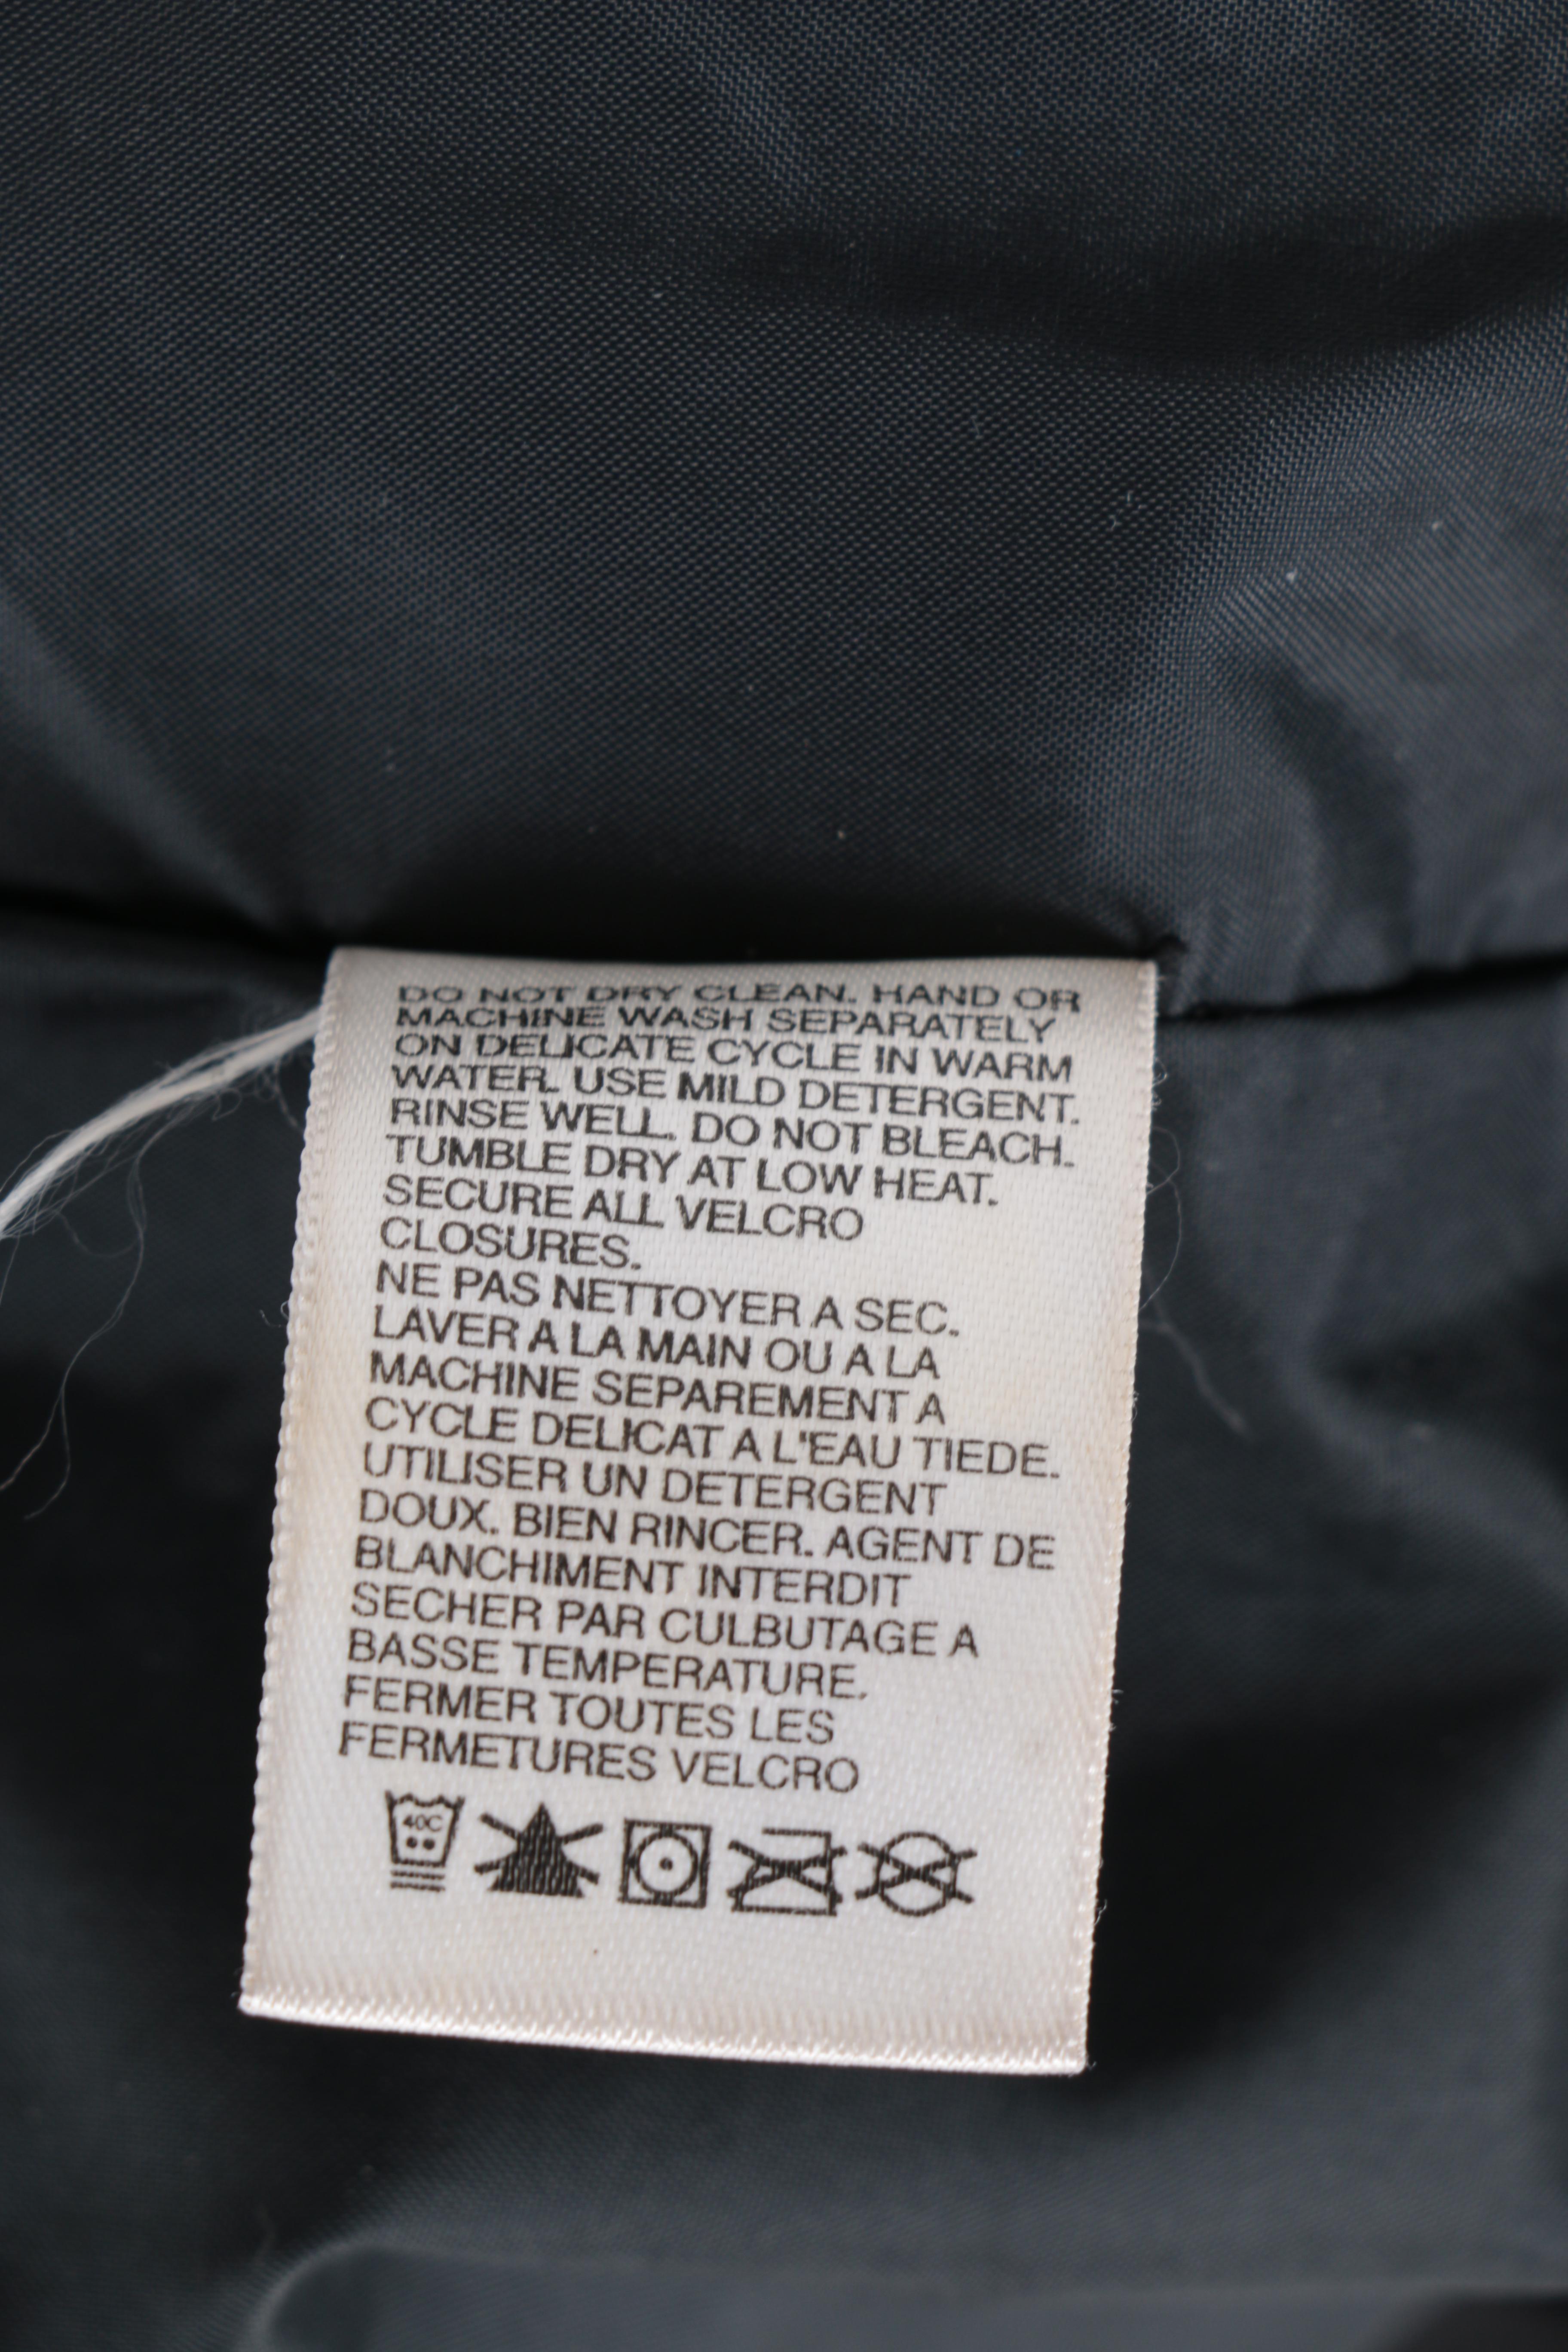 DO NOT DRY CLEAN. HAND OR
MACHINE WASH SEPARATELY
ON DELICATE CYCLE IN WARM
WATER. USE MILD DETERGENT.
RINSE WELL. DO NOT BLEACH.
TUMBLE DRY AT LOW HEAT.
SECURE ALL VELCRO
CLOSURES.
NE PAS NETTOYER A SEC.
LAVER A LA MAIN OU A LA
MACHINE SEPAREMENT A
CYCLE DELICAT A L'EAU TIEDE.
UTILISER UN DETERGENT
DOUX. BIEN RINCER. AGENT DE
BLANCHIMENT INTERDIT
SECHER PAR CULBUTAGE A
BASSE TEMPERATURE.
FERMER TOUTES LES
FERMETURES VELCRO
40C